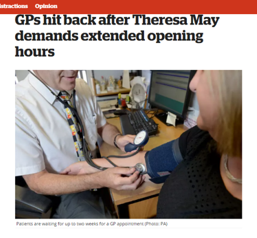 istractions Opinion
GPs hit back after Theresa May
demands extended opening
hours
Patients are waiting for up to two weeks for a GP appointment (Photo: PA)